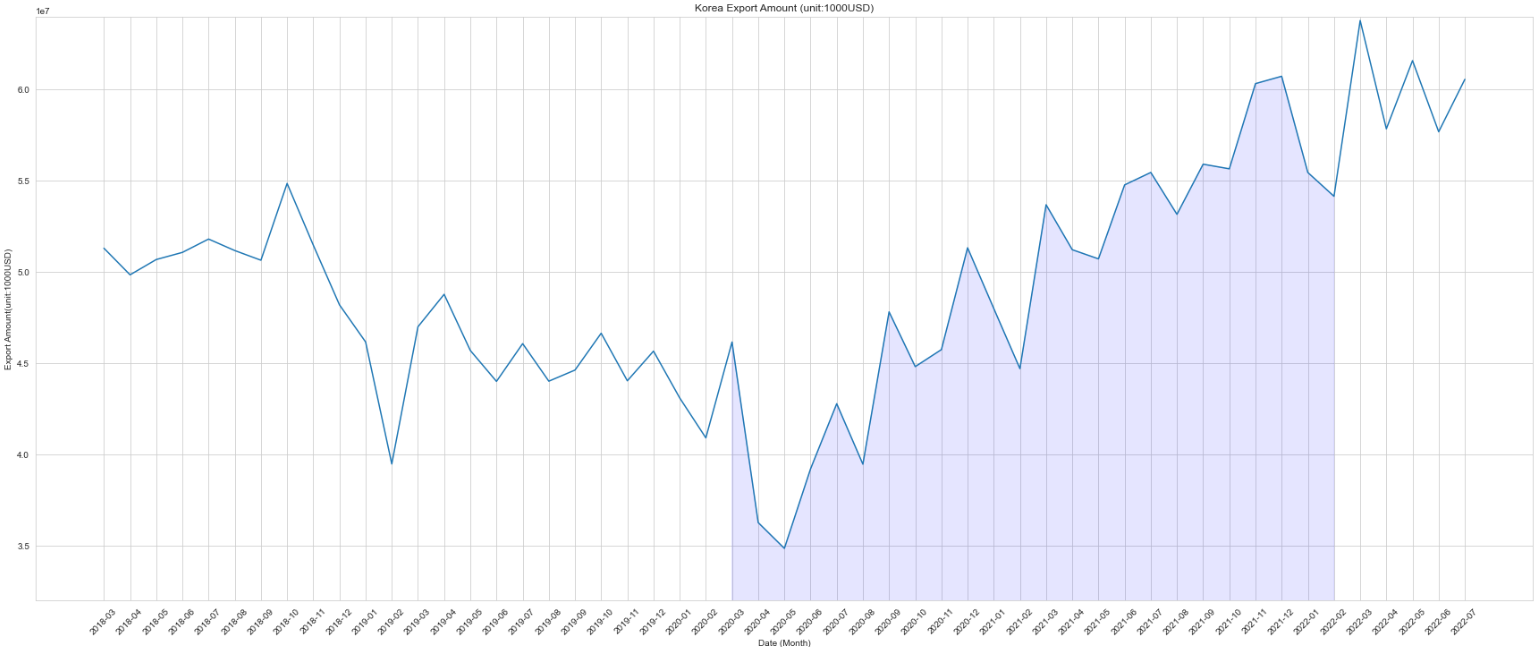 Korea Export Amount (unit:1000USD)
1e7
6.0
5.5
5.0
4.5
4.0
3.5
Export Amount(unit:1000USD)
2018-03 2018-04 2018-05 2018-06 2018-07 2018-08 2018-09 2018-10 2018-11 2018-12 2019-01 2019-02 2019-03 2019-04 2019-05 2019-06 2019-07 2019-08 2019-09 2019-10 2019-11 2019-12 2020-01 2020-02 2020-03 2020-04 2020-05 2020-06 2020-07 2020-08 2020-09 2020-10 2020-11 2020-12 2021-01 2021-02 2021-03 2021-04 2021-05 2021-06 2021-07 2021-08 2021-09 2021-10 2021-11 2021-12 2022-01 2022-02 2022-03 2022-04 2022-05 2022-06 2022-07
Date (Month)